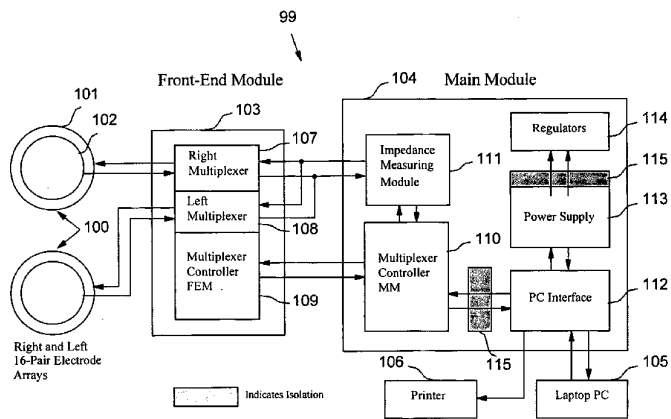 99
Front-End Module
Main Module
101
102
103
104
107
Right
Multiplexer
Left
Multiplexer
108
Multiplexer
Controller
FEM
109
100
Right and Left
16-Pair Electrode
Arrays
Impedance
Measuring
Module
111
Multiplexer
Controller
MM
110
Regulators
114
115
Power Supply
113
PC Interface
112
115
106
Printer
105
Laptop PC
Indicates Isolation